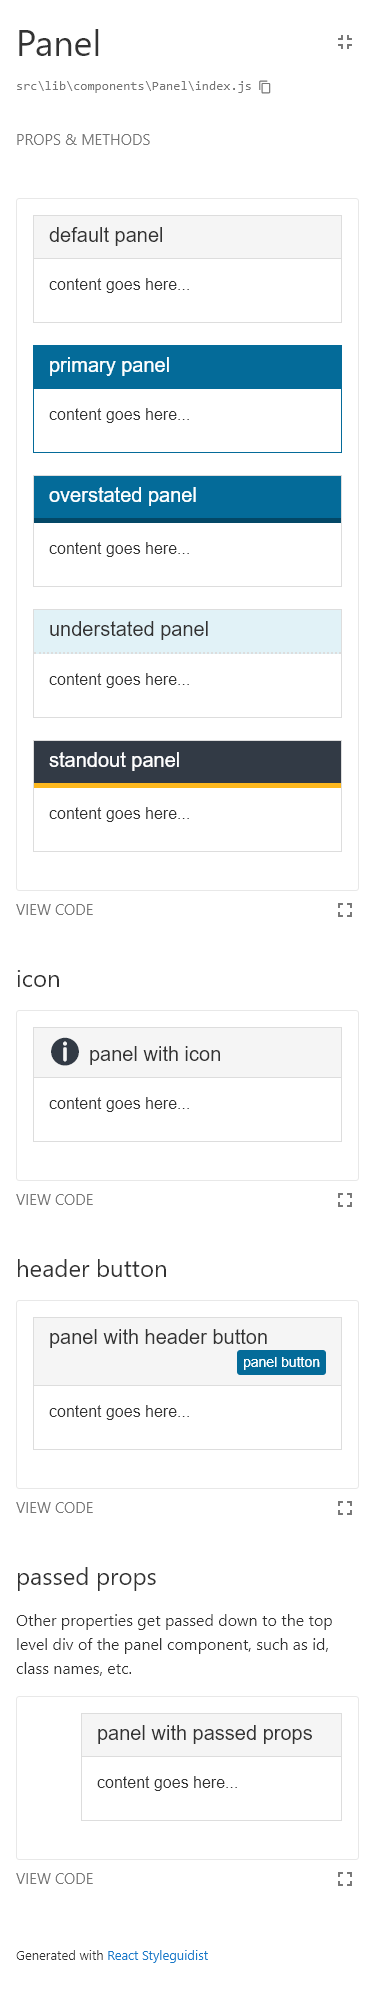 Panel
src\lib\components\Panel\index.js
PROPS & METHODS
default panel
content goes here...
primary panel
content goes here...
overstated panel
content goes here...
understated panel
content goes here...
standout panel
content goes here...
VIEW CODE
icon
panel with icon
content goes here...
VIEW CODE
header button
panel with header button
panel button
content goes here...
VIEW CODE
passed props
Other properties get passed down to the top
level div of the panel component, such as id,
class names, etc.
panel with passed props
content goes here...
VIEW CODE
Generated with React Styleguidist